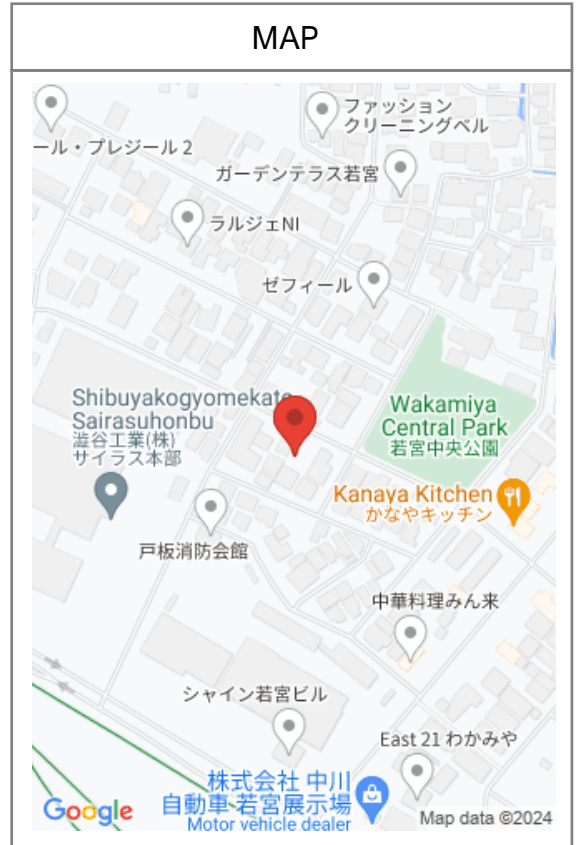 MAP
ファッション
クリーニングベル
ール・プレジール 2
ガーデンテラス若宮
ラルジェNI
ゼフィール
Shibuyakogyomekato
Sairasuhonbu
澁谷工業(株)
サイラス本部
Wakamiya
Central Park
若宮中央公園
Kanaya Kitchen
かなやキッチン
戸板消防会館
中華料理みん来
シャイン若宮ビル
East 21 わかみや
株式会社 中川
自動車 若宮展示場
Motor vehicle dealer
Google
Map data ©2024